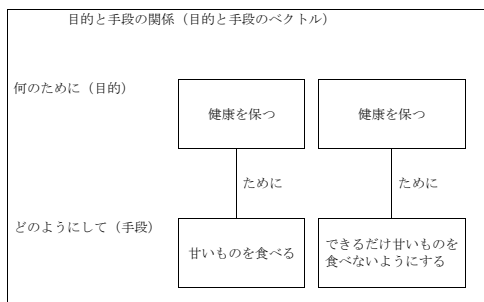 目的と手段の関係（目的と手段のベクトル）
何のために（目的）
健康を保つ
健康を保つ
ために
ために
どのようにして（手段）
甘いものを食べる
できるだけ甘いものを
食べないようにする